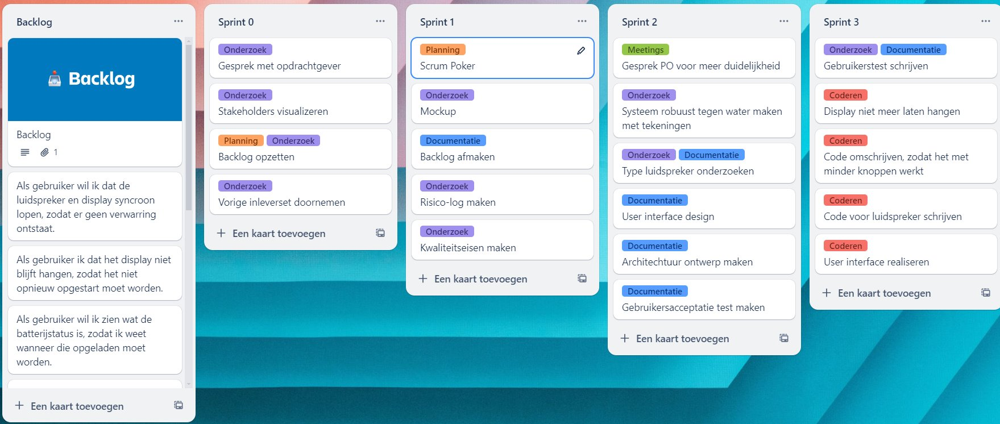 Backlog
Backlog
Backlog
1
Als gebruiker wil ik dat de
luidspreker en display syncroon
lopen, zodat er geen verwarring
ontstaat.
Als gebruiker ik dat het display niet
blijft hangen, zodat het niet
opnieuw opgestart moet worden.
Als gebruiker wil ik zien wat de
batterijstatus is, zodat ik weet
wanneer die opgeladen moet
worden.
Een kaart toevoegen
Sprint 0
Onderzoek
Gesprek met opdrachtgever
Onderzoek
Stakeholders visualizeren
Planning Onderzoek
Backlog opzetten
Onderzoek
Vorige inleverset doornemen
Een kaart toevoegen
Sprint 1
Planning
Scrum Poker
Onderzoek
Mockup
Documentatie
Backlog afmaken
Onderzoek
Risico-log maken
Onderzoek
Kwaliteitseisen maken
Een kaart toevoegen
Sprint 2
Meetings
Gesprek PO voor meer duidelijkheid
Onderzoek
Systeem robuust tegen water maken
met tekeningen
Onderzoek Documentatie
Type luidspreker onderzoeken
Documentatie
User interface design
Documentatie
Architechtuur ontwerp maken
Documentatie
Gebruikersacceptatie test maken
Een kaart toevoegen
Sprint 3
Onderzoek Documentatie
Gebruikerstest schrijven
Coderen
Display niet meer laten hangen
Coderen
Code omschrijven, zodat het met
minder knoppen werkt
Coderen
Code voor luidspreker schrijven
Coderen
User interface realiseren
Een kaart toevoegen